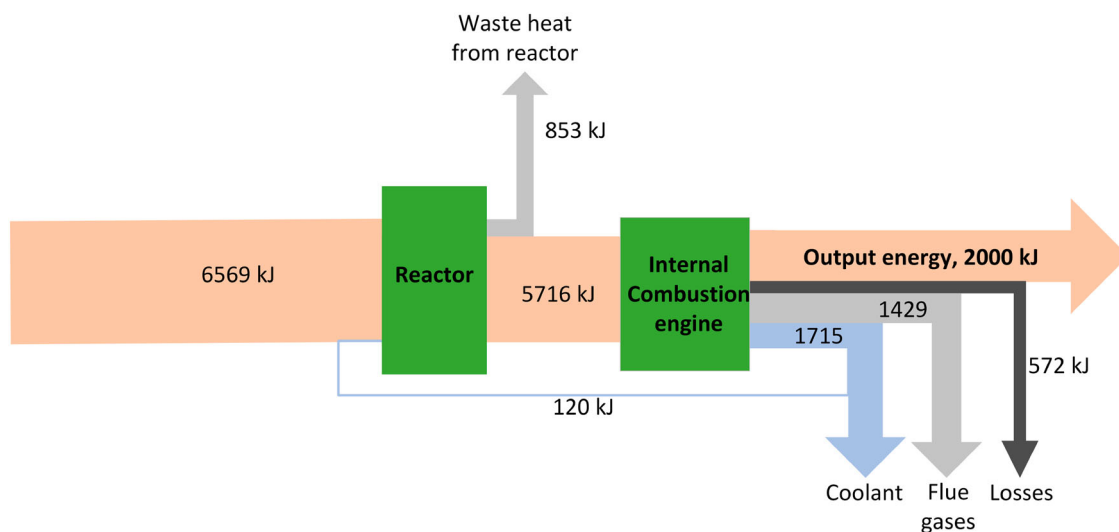 Waste heat
from reactor
853 kJ
6569 kJ
Reactor
5716 kJ
Internal
Combustion
engine
Output energy, 2000 kJ
1429
1715
572 kJ
120 kJ
Coolant
Flue
gases
Losses